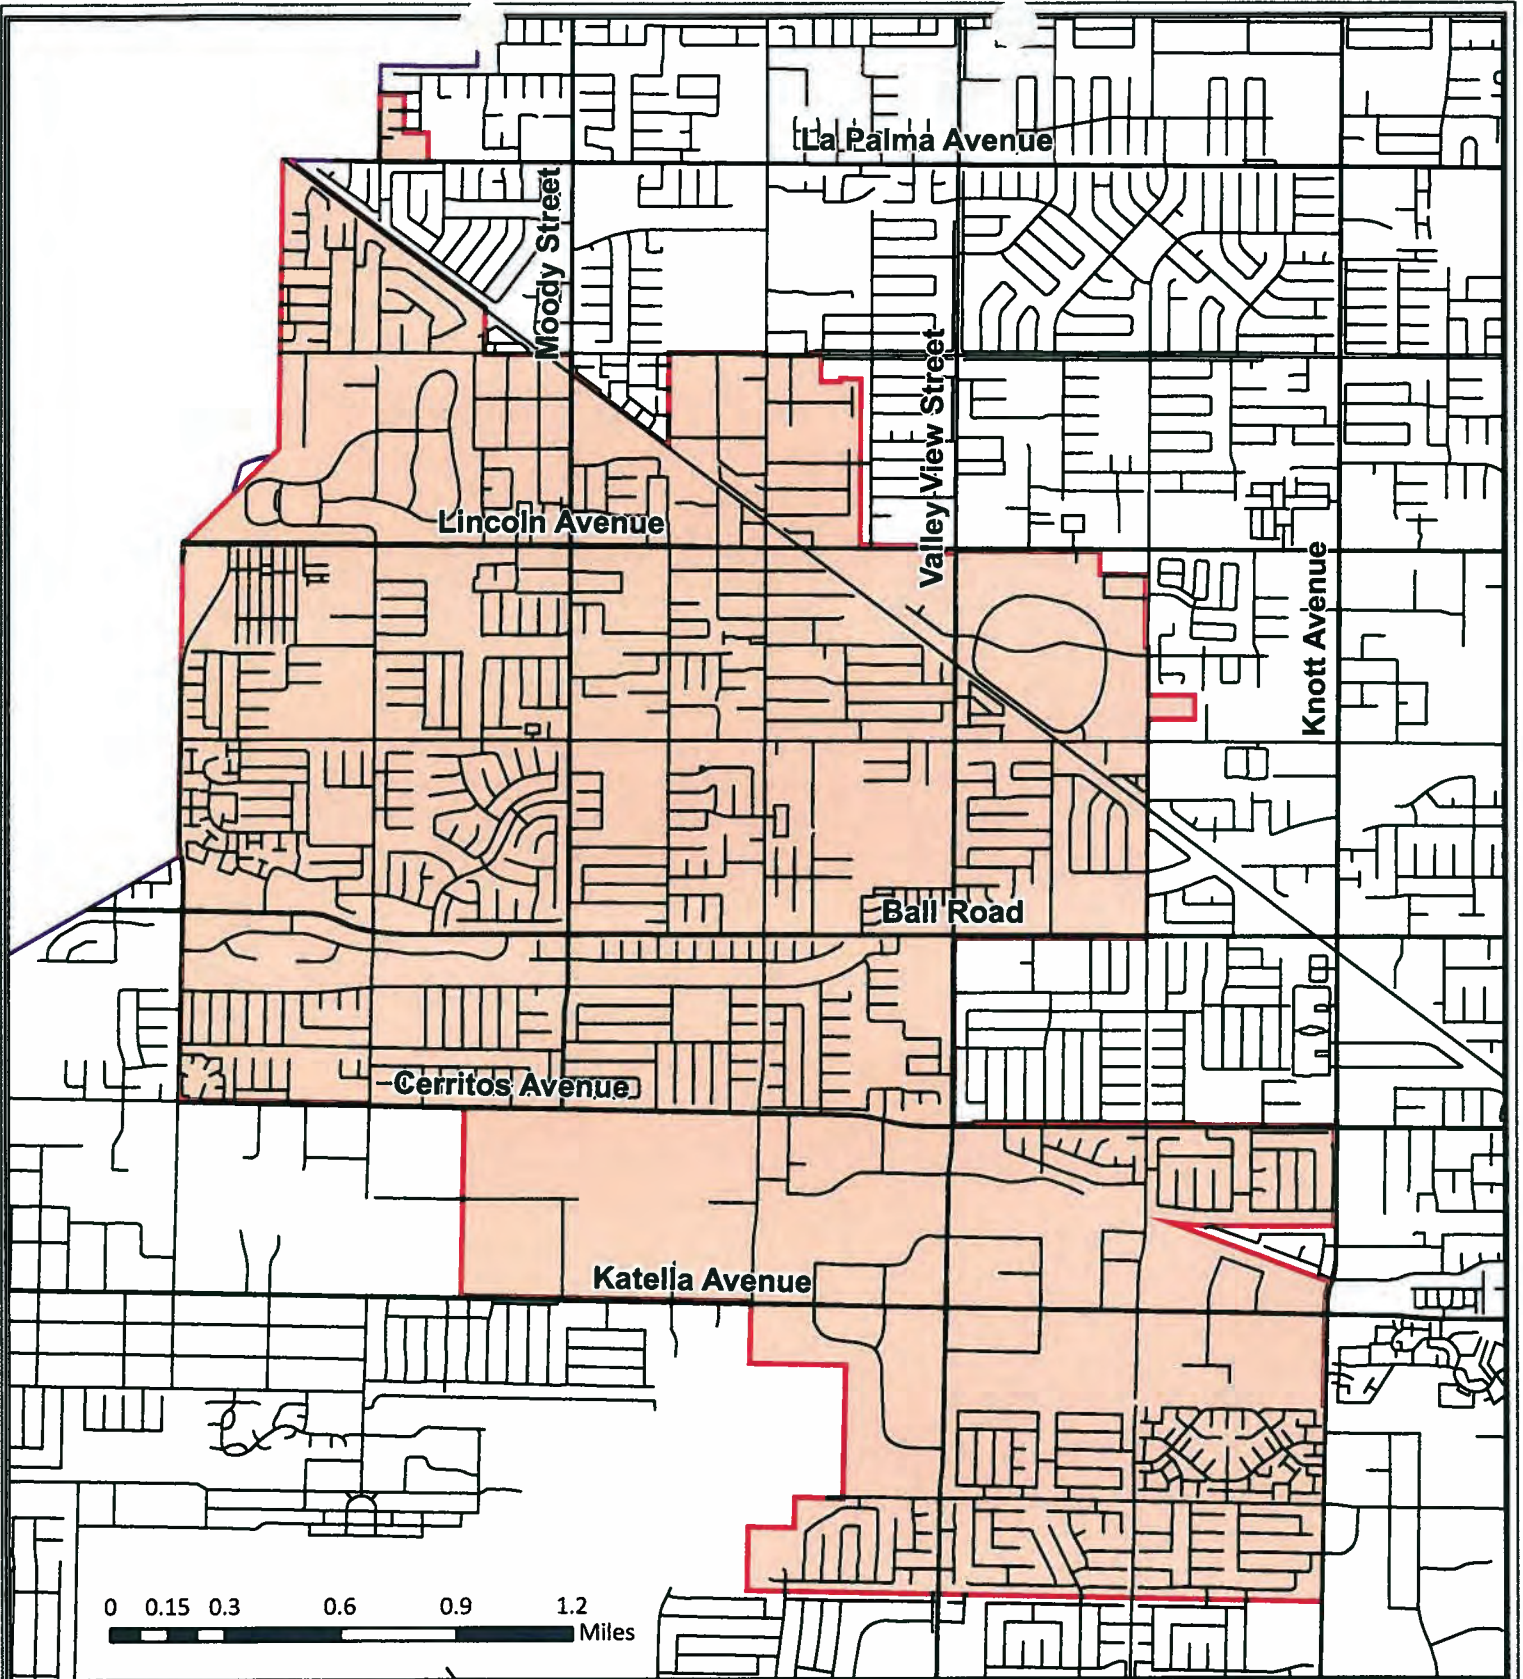 La Palma Avenue
Moody Street
Valley View Street
Lincoln Avenue
Knott Avenue
Ball Road
Cerritos Avenue
Katella Avenue
0 0.15 0.3 0.6 0.9 1.2
Miles